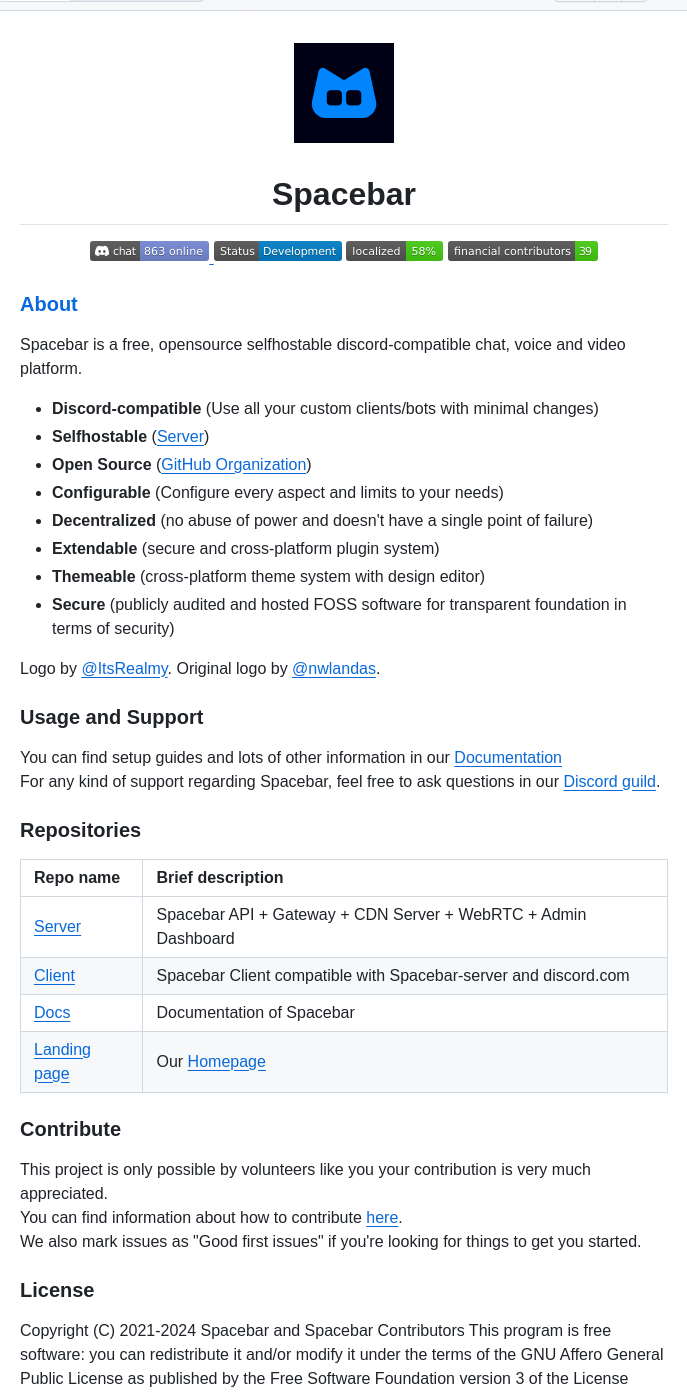 Spacebar
chat 863 online Status Development localized 58% financial contributors 39
About
Spacebar is a free, opensource selfhostable discord-compatible chat, voice and video
platform.
Discord-compatible (Use all your custom clients/bots with minimal changes)
Selfhostable (Server)
Open Source (GitHub Organization)
Configurable (Configure every aspect and limits to your needs)
Decentralized (no abuse of power and doesn't have a single point of failure)
Extendable (secure and cross-platform plugin system)
Themeable (cross-platform theme system with design editor)
Secure (publicly audited and hosted FOSS software for transparent foundation in
terms of security)
Logo by @ItsRealmy. Original logo by @nwlandas.
Usage and Support
You can find setup guides and lots of other information in our Documentation
For any kind of support regarding Spacebar, feel free to ask questions in our Discord guild.
Repositories
Repo name Brief description
Server Spacebar API + Gateway + CDN Server + WebRTC + Admin
Dashboard
Client Spacebar Client compatible with Spacebar-server and discord.com
Docs Documentation of Spacebar
Landing
page
Our Homepage
Contribute
This project is only possible by volunteers like you your contribution is very much
appreciated.
You can find information about how to contribute here.
We also mark issues as "Good first issues" if you're looking for things to get you started.
License
Copyright (C) 2021-2024 Spacebar and Spacebar Contributors This program is free
software: you can redistribute it and/or modify it under the terms of the GNU Affero General
Public License as published by the Free Software Foundation version 3 of the License